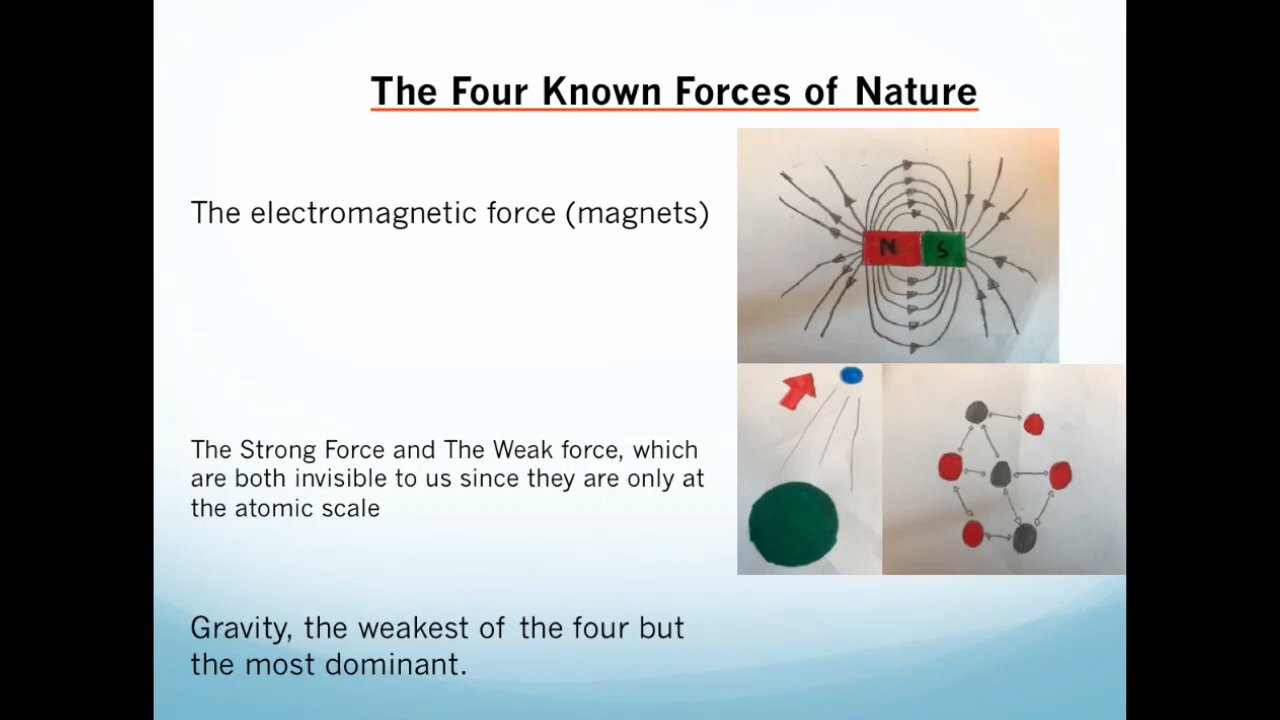 The Four Known Forces of Nature
The electromagnetic force (magnets)
N S
The Strong Force and The Weak force, which
are both invisible to us since they are only at
the atomic scale
Gravity, the weakest of the four but
the most dominant.